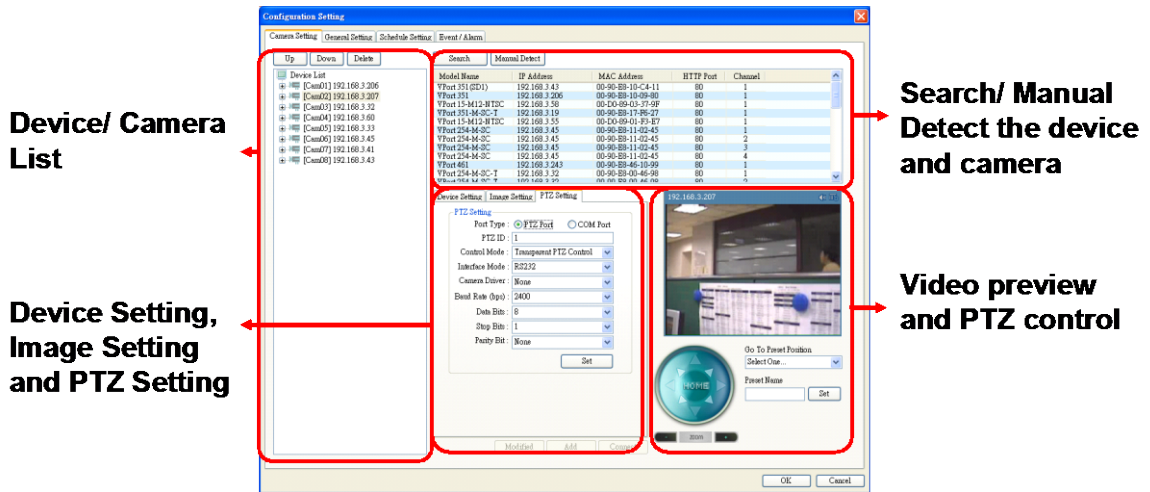 Configuration Setting
Camera Setting General Setting Schedule Setting Event / Alarm
Up Down Delete
Device List
[Cam01] 192.168.3.206
[Cam02] 192.168.3.207
[Cam03] 192.168.3.32
[Cam04] 192.168.3.60
[Cam05] 192.168.3.33
[Cam06] 192.168.3.45
[Cam07] 192.168.3.41
[Cam08] 192.168.3.43
Search Manual Detect
Model Name IP Address MAC Address HTTP Port Channel
VPort 351(SD1) 192.168.3.43 00-90-E8-10-C4-11 80 1
VPort 351 192.168.3.206 00-90-E8-10-09-80 80 1
VPort 15-M12-NTSC 192.168.3.58 00-D0-89-03-37-9F 80 1
VPort 351-M-SC-T 192.168.3.19 00-90-E8-17-F6-27 80 1
VPort 15-M12-NTSC 192.168.3.55 00-D0-89-01-F3-E7 80 1
VPort 254-M-SC 192.168.3.45 00-90-E8-11-02-45 80 1
VPort 254-M-SC 192.168.3.45 00-90-E8-11-02-45 80 2
VPort 254-M-SC 192.168.3.45 00-90-E8-11-02-45 80 3
VPort 254-M-SC 192.168.3.45 00-90-E8-11-02-45 80 4
VPort 461 192.168.3.243 00-90-E8-46-10-99 80 1
VPort 254-M-SC-T 192.168.3.32 00-90-E8-00-46-98 80 1
VPort 254-M-SC-T 192.168.3.32 00-90-E8-00-46-98 80 2
Device Setting Image Setting PTZ Setting
PTZ Setting
Port Type : PTZ Port COM Port
PTZ ID : 1
Control Mode : Transparent PTZ Control
Interface Mode : RS232
Camera Driver : None
Baud Rate (bps) : 2400
Data Bits : 8
Stop Bits : 1
Parity Bit : None
Set
Modified Add Connect
192.168.3.207
HOME
Go To Preset Position
Select One...
Preset Name
Set
- ZOOM +
OK Cancel
Device/ Camera
List
Device Setting,
Image Setting
and PTZ Setting
Search/ Manual
Detect the device
and camera
Video preview
and PTZ control